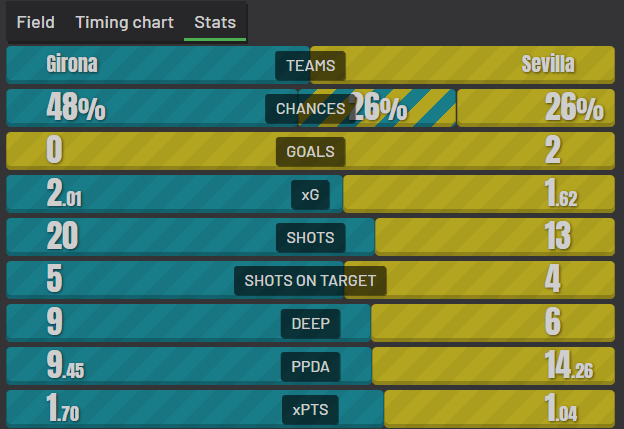 Field Timing chart Stats
Girona TEAMS Sevilla
48% CHANCES 26% 26%
0 GOALS 2
2.01 xG 1.62
20 SHOTS 13
5 SHOTS ON TARGET 4
9 DEEP 6
9.45 PPDA 14.26
1.70 xPTS 1.04